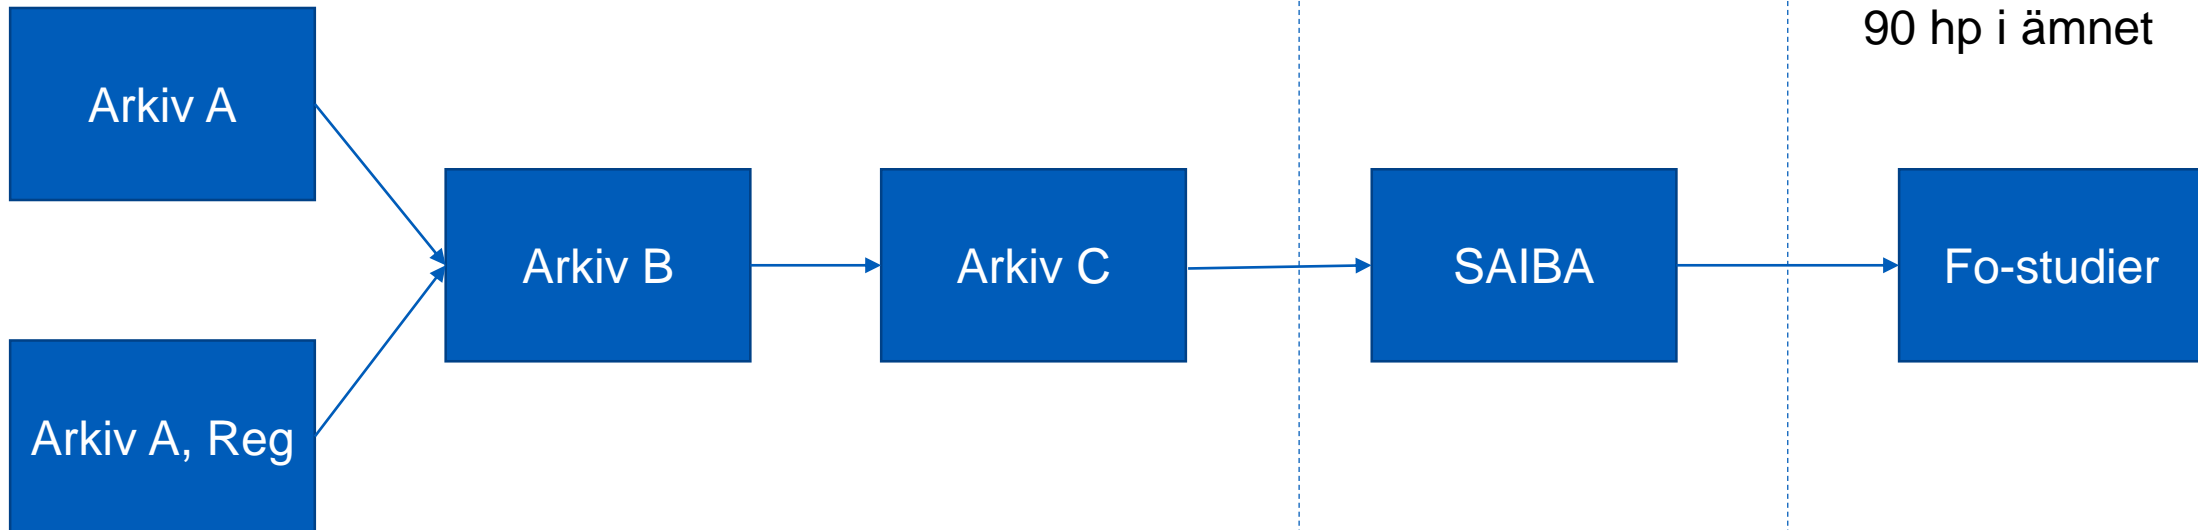 90 hp i ämnet
Arkiv A
Arkiv B
Arkiv C
SAIBA
Fo-studier
Arkiv A, Reg